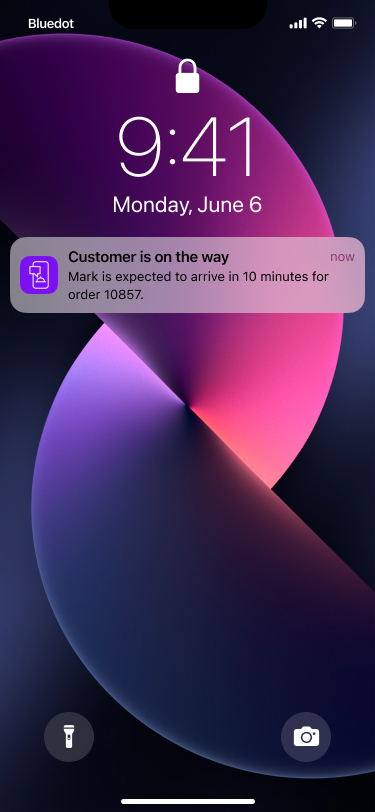 Bluedot
9:41
Monday, June 6
Customer is on the way
now
Mark is expected to arrive in 10 minutes for
order 10857.